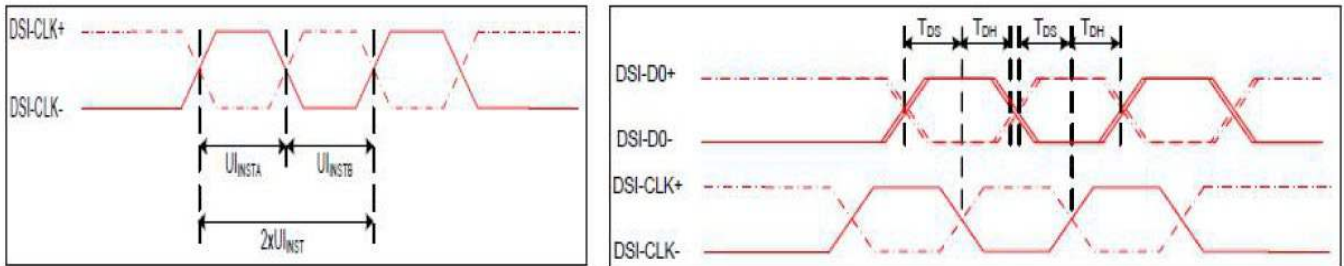 DSI-CLK+
DSI-CLK-
UI_INSTA UI_INSTB
2xUI_INST
T_DS T_DH T_DS T_DH
DSI-D0+
DSI-D0-
DSI-CLK+
DSI-CLK-